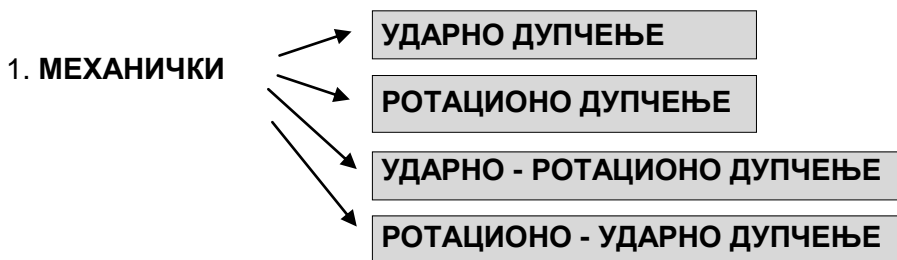 УДАРНО ДУПЧЕЊЕ
1. МЕХАНИЧКИ
РОТАЦИОНО ДУПЧЕЊЕ
УДАРНО - РОТАЦИОНО ДУПЧЕЊЕ
РОТАЦИОНО - УДАРНО ДУПЧЕЊЕ